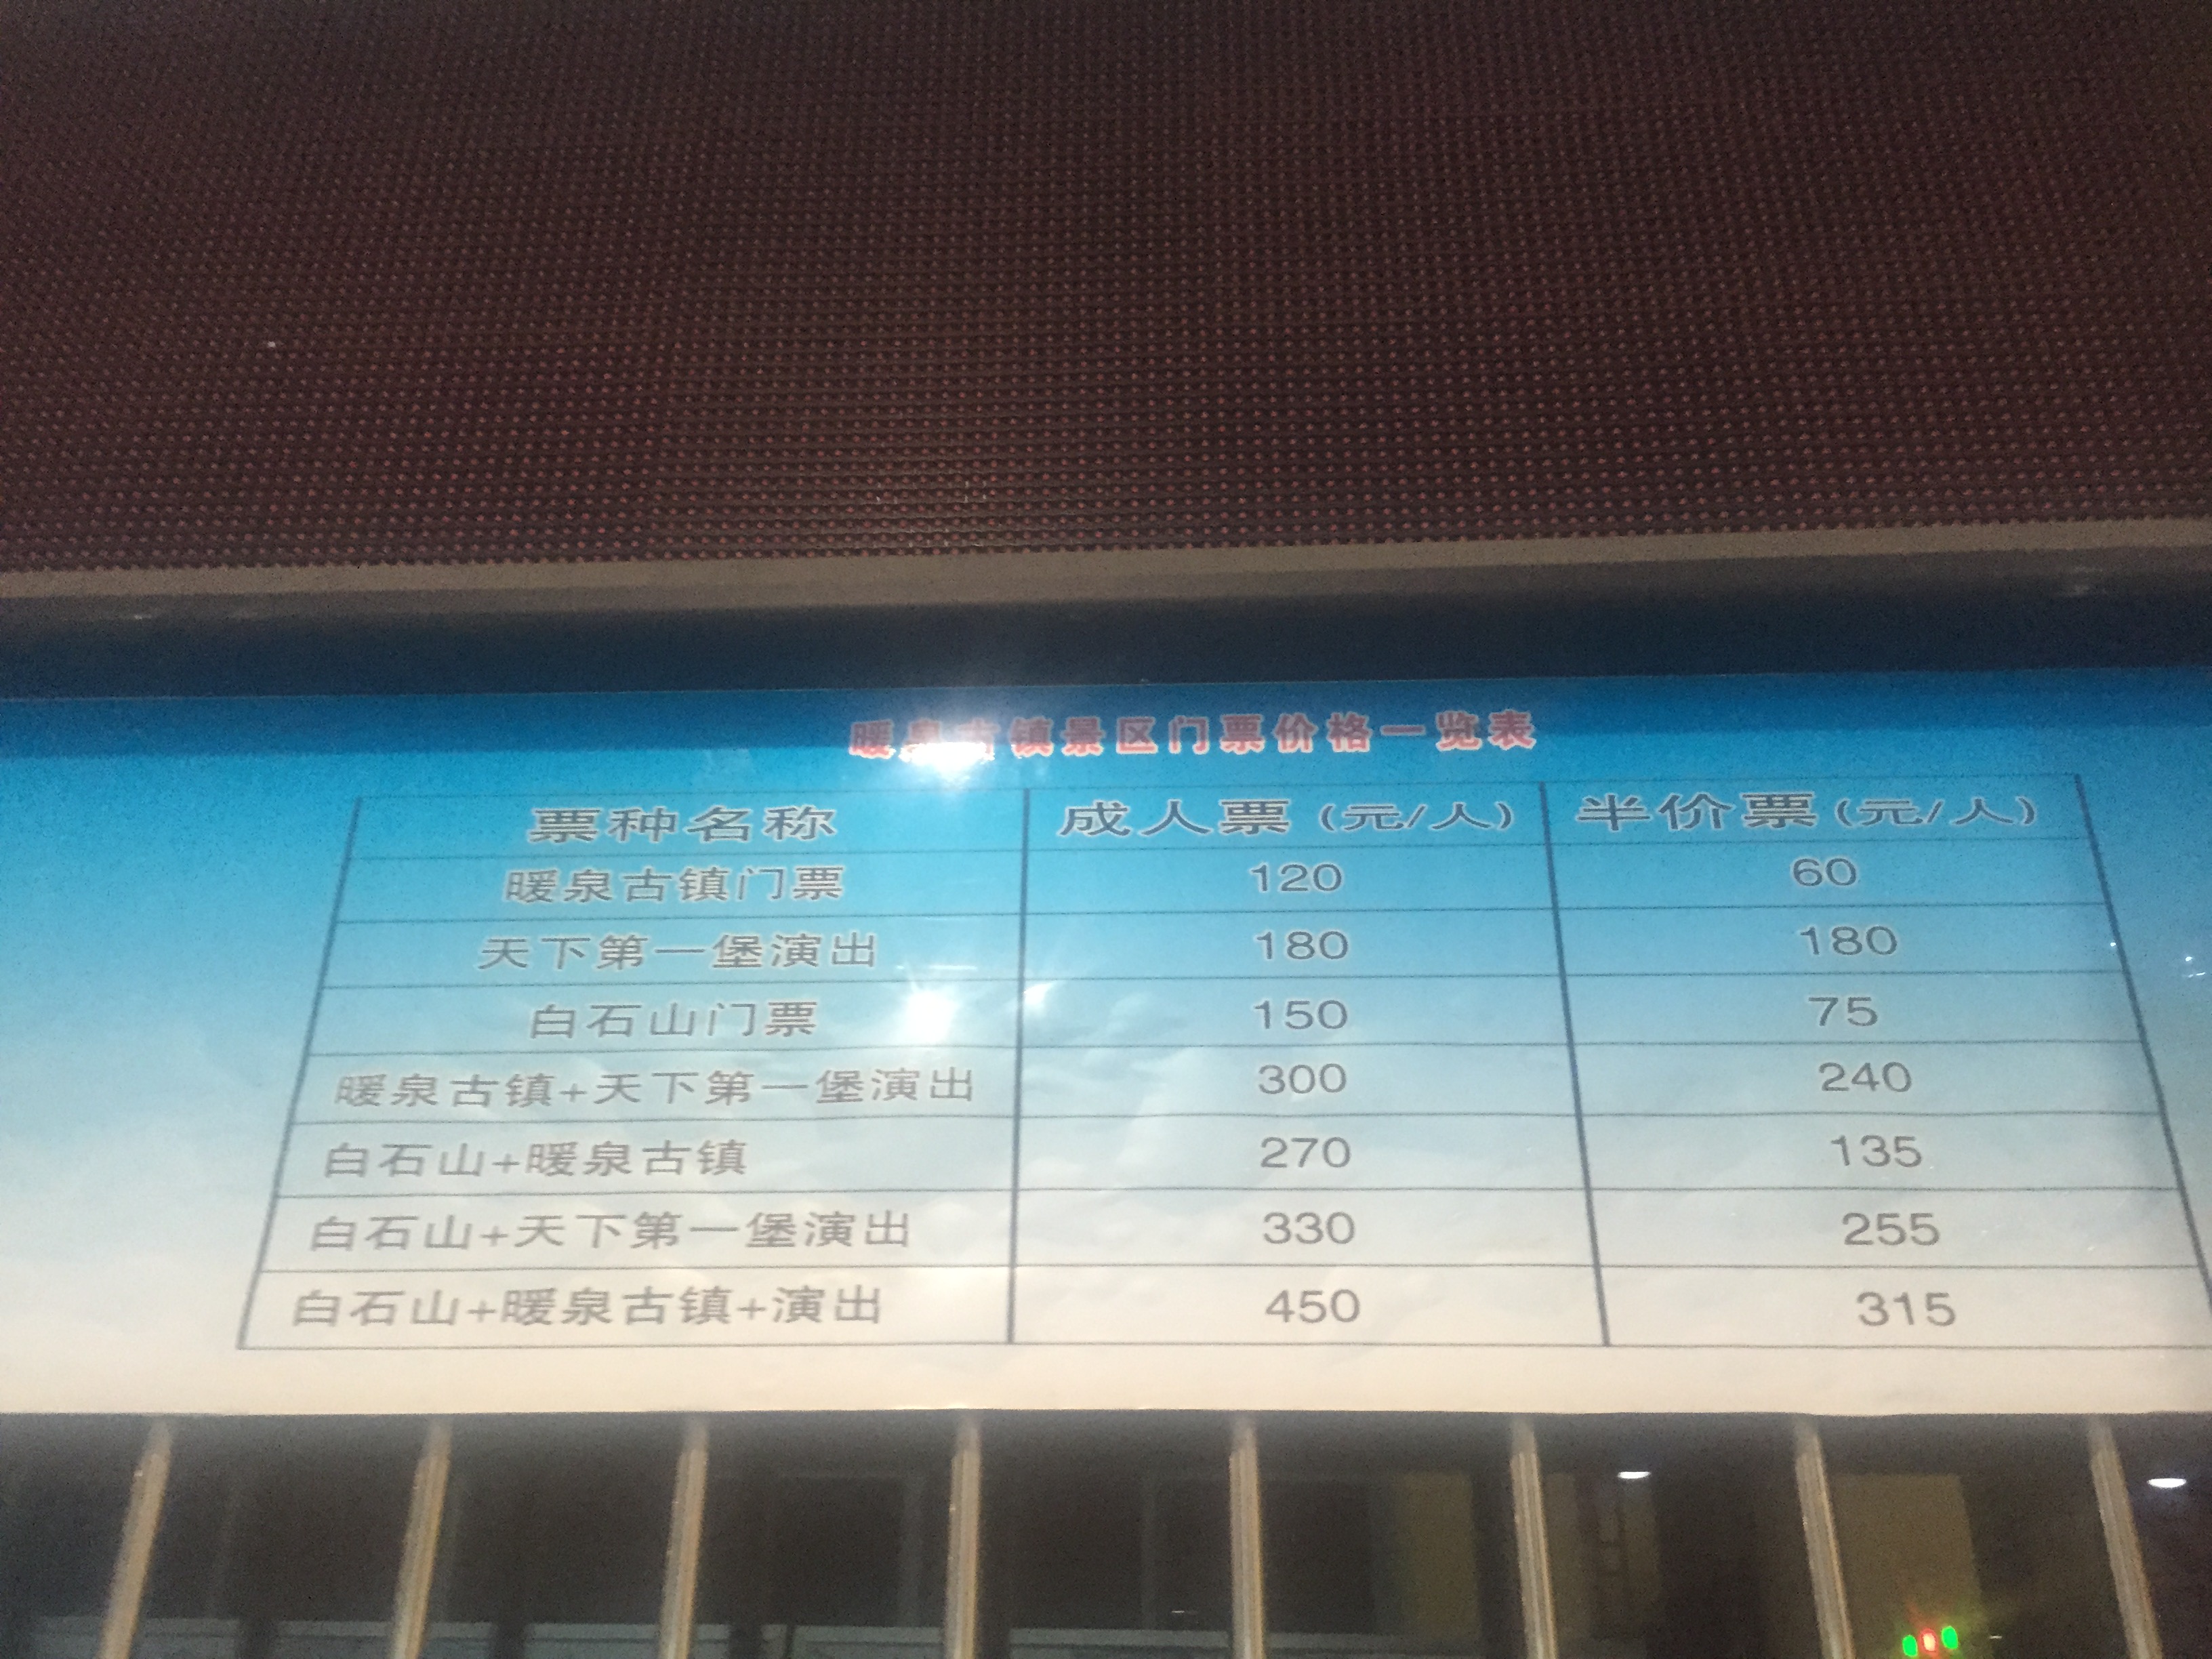 暖泉古镇景区门票价格一览表
票种名称 成人票(元/人) 半价票(元/人)
暖泉古镇门票 120 60
天下第一堡演出 180 180
白石山门票 150 75
暖泉古镇+天下第一堡演出 300 240
白石山+暖泉古镇 270 135
白石山+天下第一堡演出 330 255
白石山+暖泉古镇+演出 450 315